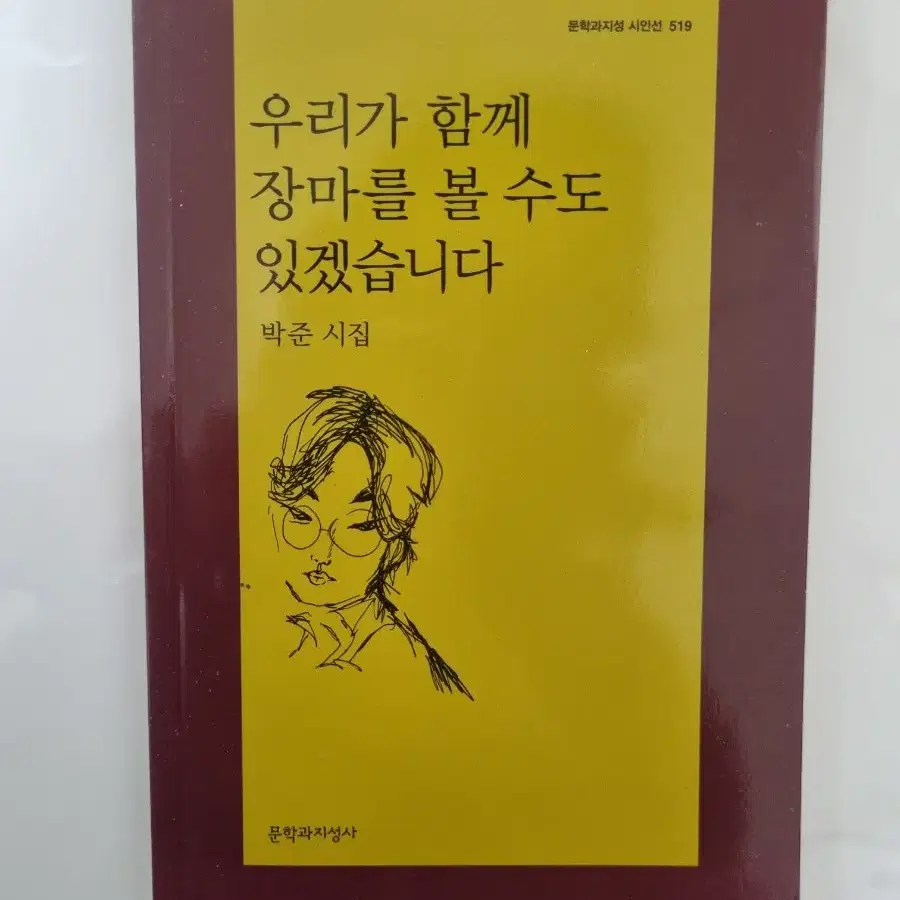 문학과지성 시인선 519
우리가 함께
장마를 볼 수도
있겠습니다
박준 시집
문학과지성사